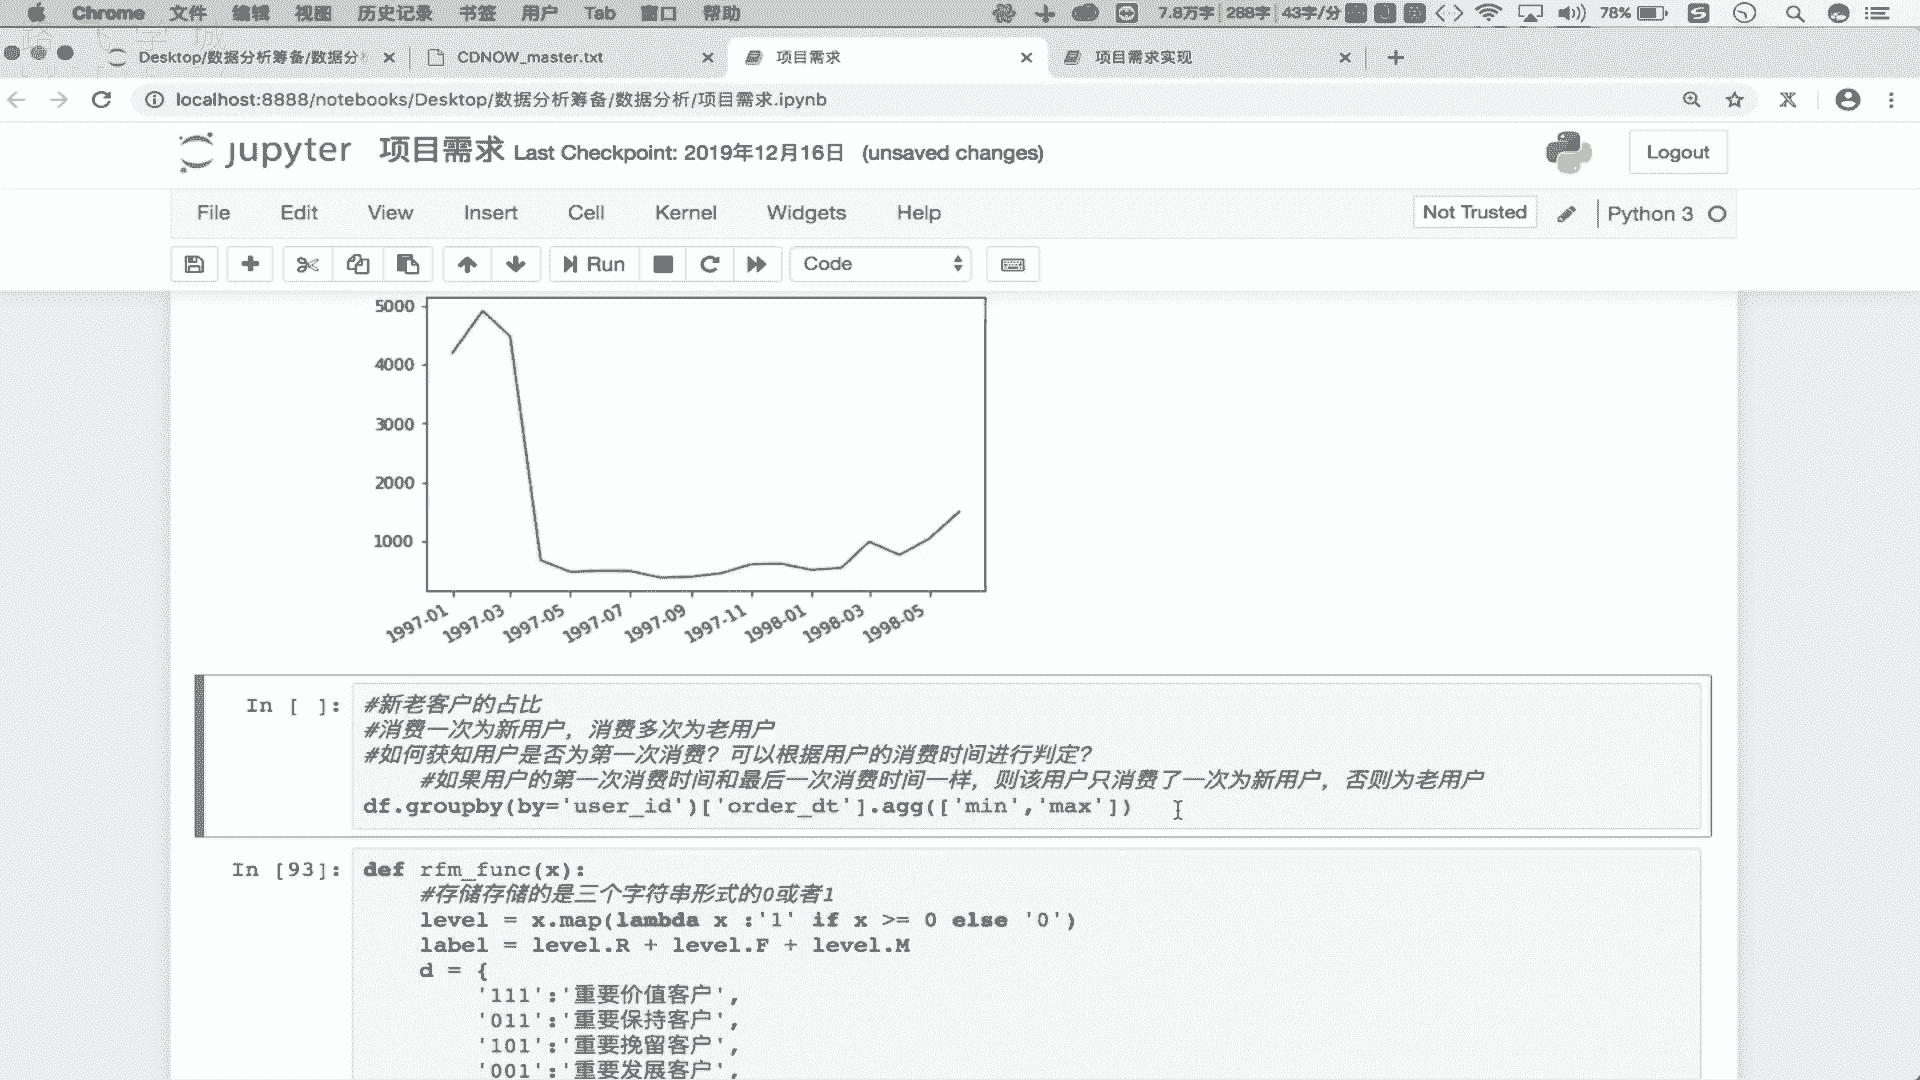 Chrome 文件 编辑 视图 历史记录 书签 用户 Tab 窗口 帮助 7.8万字 288字 43字/分 78%
Desktop/数据分析筹备/数据分 CDNOW_master.txt 项目需求 项目需求实现
localhost:8888/notebooks/Desktop/数据分析筹备/数据分析/项目需求.ipynb
jupyter 项目需求 Last Checkpoint: 2019年12月16日 (unsaved changes) Logout
File Edit View Insert Cell Kernel Widgets Help Not Trusted Python 3
Run Code
5000
4000
3000
2000
1000
1997-01 1997-03 1997-05 1997-07 1997-09 1997-11 1998-01 1998-03 1998-05
In [ ]: #新老客户的占比
#消费一次为新用户，消费多次为老用户
#如何获知用户是否为第一次消费？可以根据用户的消费时间进行判定？
#如果用户的第一次消费时间和最后一次消费时间一样，则该用户只消费了一次为新用户，否则为老用户
df.groupby(by='user_id')['order_dt'].agg(['min','max'])
In [93]: def rfm_func(x):
#存储存储的是三个字符串形式的0或者1
level = x.map(lambda x :'1' if x >= 0 else '0')
label = level.R + level.F + level.M
d = {
'111':'重要价值客户',
'011':'重要保持客户',
'101':'重要挽留客户',
'001':'重要发展客户',